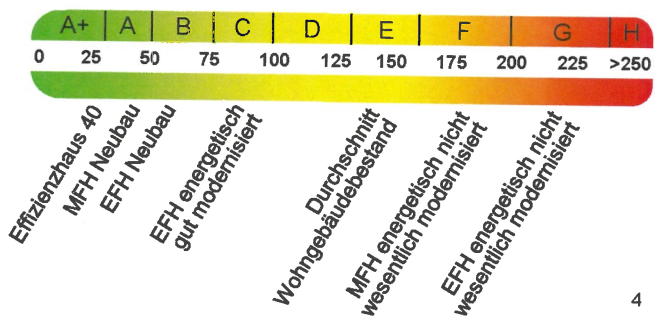 A+ A B C D E F G H
0 25 50 75 100 125 150 175 200 225 >250
Effizienzhaus 40
MFH Neubau
EFH Neubau
EFH energetisch
gut modernisiert
Durchschnitt
Wohngebäudebestand
MFH energetisch nicht
wesentlich modernisiert
EFH energetisch nicht
wesentlich modernisiert
4